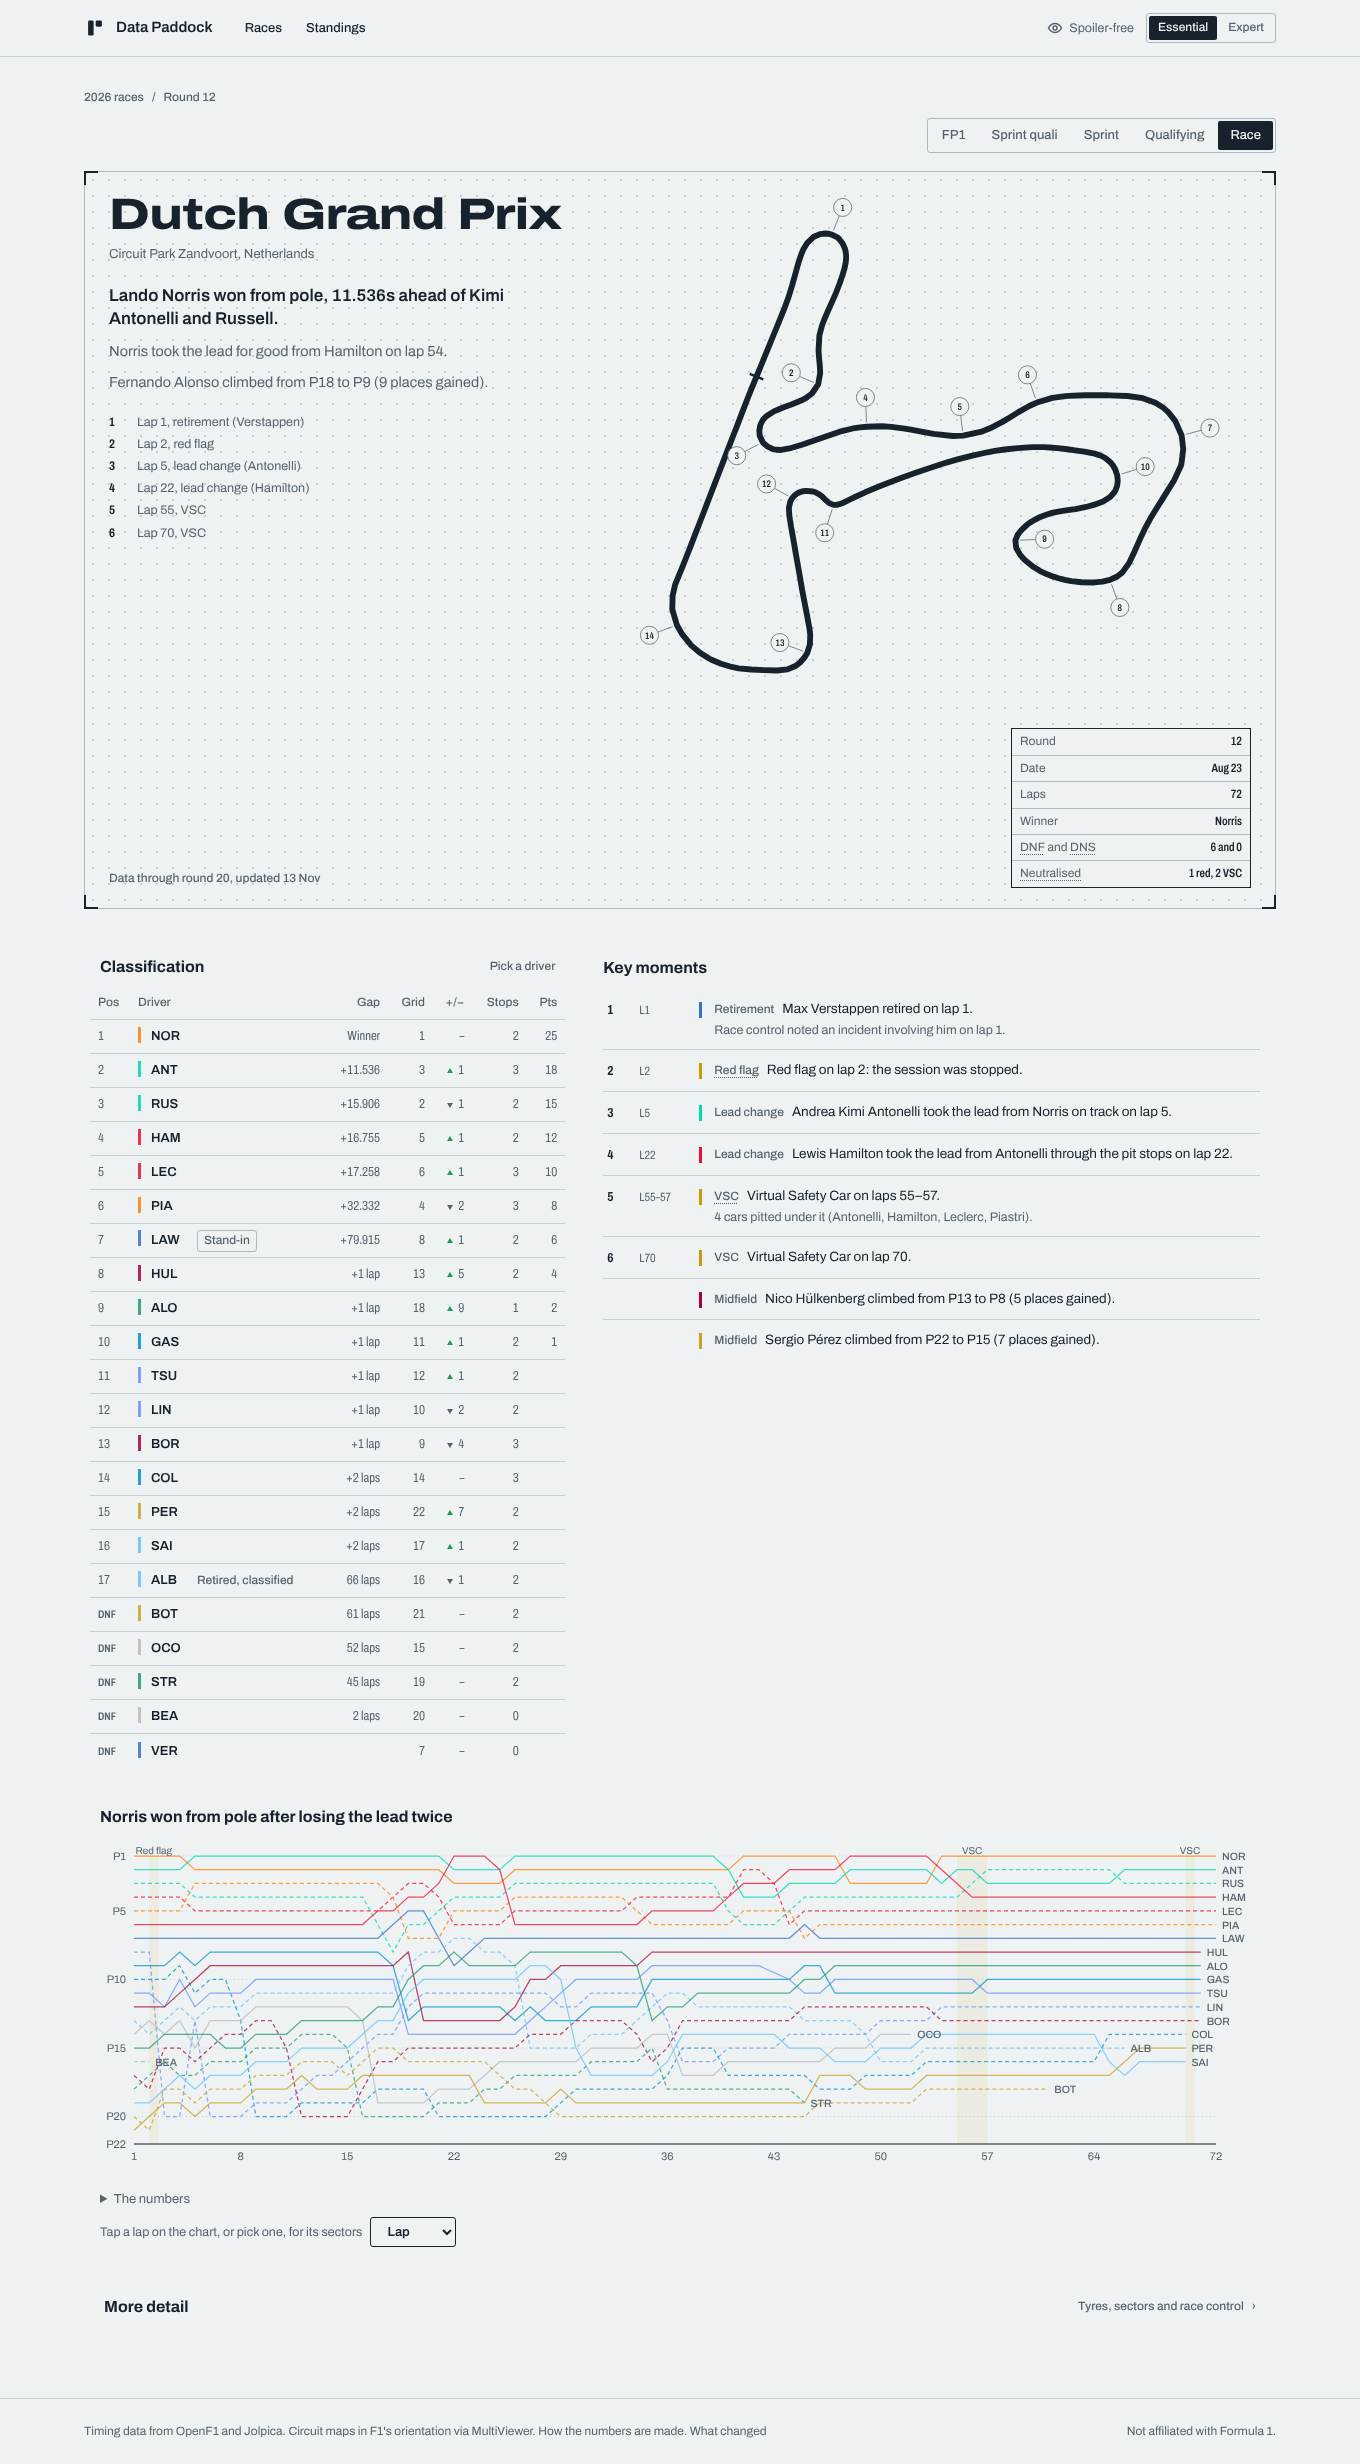 Data Paddock
Races
Standings
Spoiler-free
Essential
Expert
2026 races / Round 12
FP1
Sprint quali
Sprint
Qualifying
Race
Dutch Grand Prix
Circuit Park Zandvoort, Netherlands
Lando Norris won from pole, 11.536s ahead of Kimi
Antonelli and Russell.
Norris took the lead for good from Hamilton on lap 54.
Fernando Alonso climbed from P18 to P9 (9 places gained).
1 Lap 1, retirement (Verstappen)
2 Lap 2, red flag
3 Lap 5, lead change (Antonelli)
4 Lap 22, lead change (Hamilton)
5 Lap 55, VSC
6 Lap 70, VSC
1
2
3
4
5
6
7
8
9
10
11
12
13
14
Round 12
Date Aug 23
Laps 72
Winner Norris
DNF and DNS 6 and 0
Neutralised 1 red, 2 VSC
Data through round 20, updated 13 Nov
Classification
Pick a driver
Pos Driver Gap Grid +/− Stops Pts
1 NOR Winner 1 – 2 25
2 ANT +11.536 3 ▲ 1 3 18
3 RUS +15.906 2 ▼ 1 2 15
4 HAM +16.755 5 ▲ 1 2 12
5 LEC +17.258 6 ▲ 1 3 10
6 PIA +32.332 4 ▼ 2 3 8
7 LAW Stand-in +79.915 8 ▲ 1 2 6
8 HUL +1 lap 13 ▲ 5 2 4
9 ALO +1 lap 18 ▲ 9 1 2
10 GAS +1 lap 11 ▲ 1 2 1
11 TSU +1 lap 12 ▲ 1 2
12 LIN +1 lap 10 ▼ 2 2
13 BOR +1 lap 9 ▼ 4 3
14 COL +2 laps 14 – 3
15 PER +2 laps 22 ▲ 7 2
16 SAI +2 laps 17 ▲ 1 2
17 ALB Retired, classified 66 laps 16 ▼ 1 2
DNF BOT 61 laps 21 – 2
DNF OCO 52 laps 15 – 2
DNF STR 45 laps 19 – 2
DNF BEA 2 laps 20 – 0
DNF VER 7 – 0
Key moments
1 L1 Retirement Max Verstappen retired on lap 1.
Race control noted an incident involving him on lap 1.
2 L2 Red flag Red flag on lap 2: the session was stopped.
3 L5 Lead change Andrea Kimi Antonelli took the lead from Norris on track on lap 5.
4 L22 Lead change Lewis Hamilton took the lead from Antonelli through the pit stops on lap 22.
5 L55–57 VSC Virtual Safety Car on laps 55–57.
4 cars pitted under it (Antonelli, Hamilton, Leclerc, Piastri).
6 L70 VSC Virtual Safety Car on lap 70.
Midfield Nico Hülkenberg climbed from P13 to P8 (5 places gained).
Midfield Sergio Pérez climbed from P22 to P15 (7 places gained).
Norris won from pole after losing the lead twice
Red flag
VSC
VSC
P1
P5
P10
P15
P20
P22
NOR
ANT
RUS
HAM
LEC
PIA
LAW
HUL
ALO
GAS
TSU
LIN
BOR
COL
PER
SAI
OCO
ALB
BEA
BOT
STR
1 8 15 22 29 36 43 50 57 64 72
▶ The numbers
Tap a lap on the chart, or pick one, for its sectors
Lap
More detail
Tyres, sectors and race control ›
Timing data from OpenF1 and Jolpica. Circuit maps in F1's orientation via MultiViewer. How the numbers are made. What changed
Not affiliated with Formula 1.